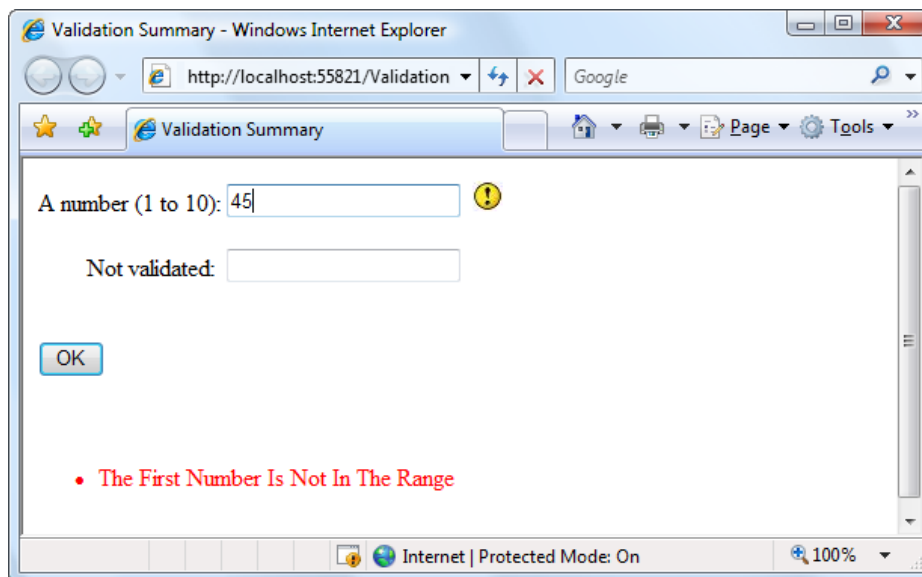 Validation Summary - Windows Internet Explorer
http://localhost:55821/Validation
Google
Validation Summary
Page
Tools
A number (1 to 10): 45
Not validated:
OK
• The First Number Is Not In The Range
Internet | Protected Mode: On
100%